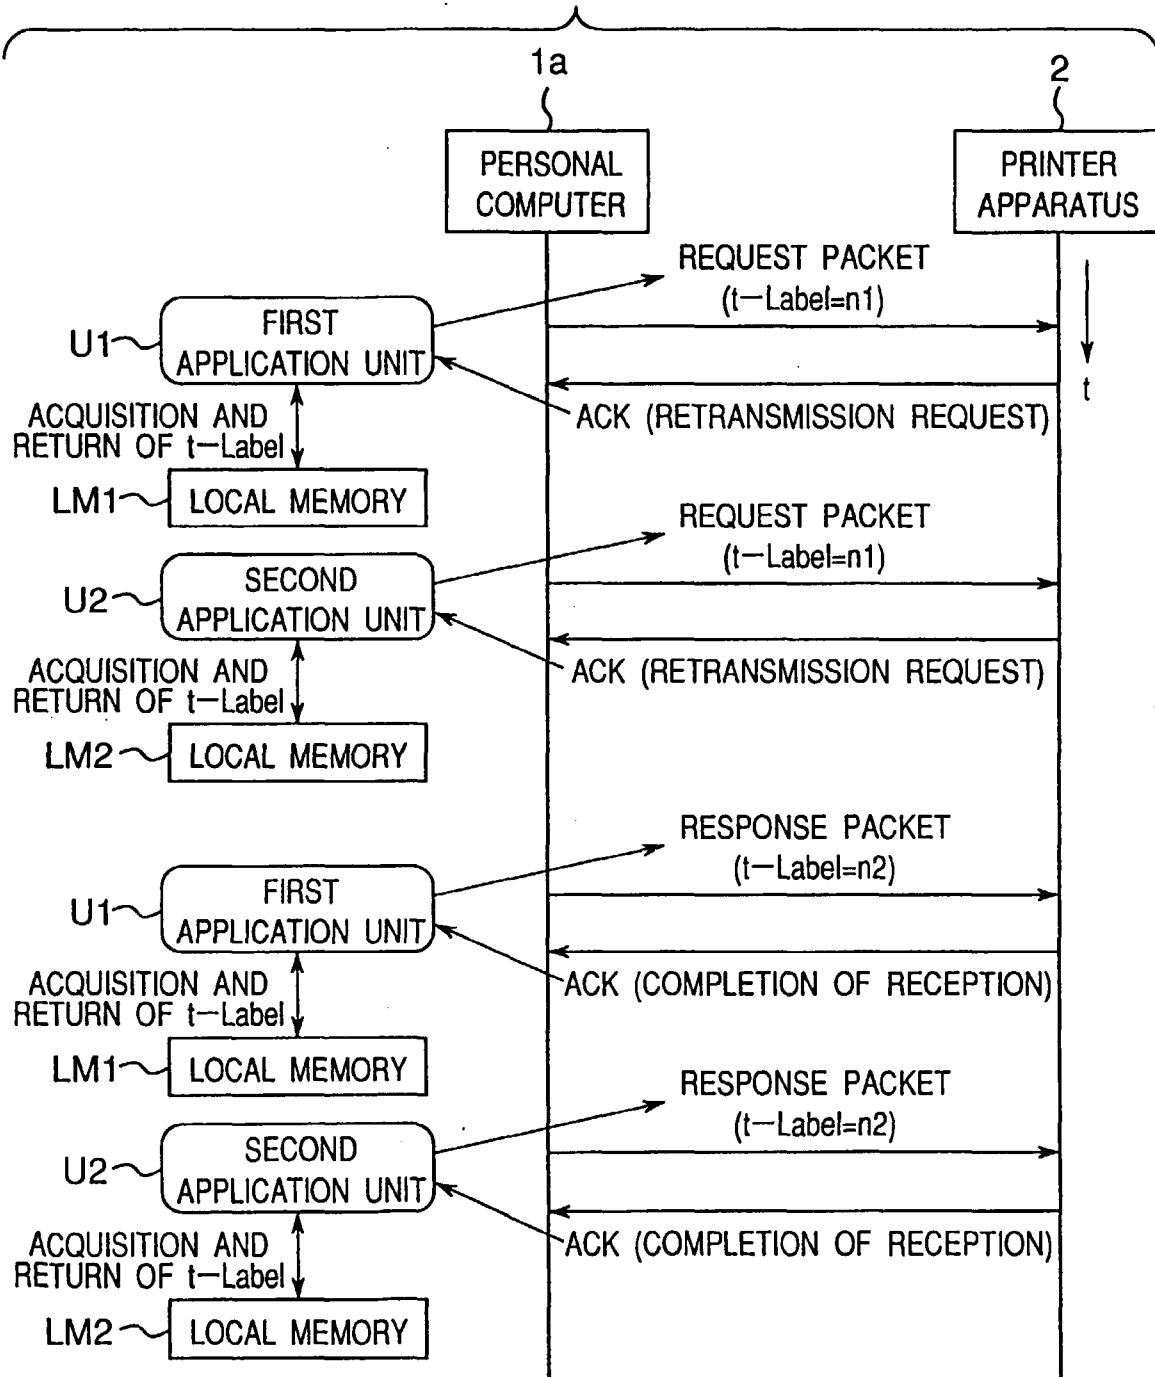 1a
2
PERSONAL
COMPUTER
PRINTER
APPARATUS
REQUEST PACKET
(t-Label=n1)
FIRST
APPLICATION UNIT
U1
t
ACK (RETRANSMISSION REQUEST)
ACQUISITION AND
RETURN OF t-Label
LM1
LOCAL MEMORY
REQUEST PACKET
(t-Label=n1)
SECOND
APPLICATION UNIT
U2
ACK (RETRANSMISSION REQUEST)
ACQUISITION AND
RETURN OF t-Label
LM2
LOCAL MEMORY
RESPONSE PACKET
(t-Label=n2)
FIRST
APPLICATION UNIT
U1
ACK (COMPLETION OF RECEPTION)
ACQUISITION AND
RETURN OF t-Label
LM1
LOCAL MEMORY
RESPONSE PACKET
(t-Label=n2)
SECOND
APPLICATION UNIT
U2
ACK (COMPLETION OF RECEPTION)
ACQUISITION AND
RETURN OF t-Label
LM2
LOCAL MEMORY